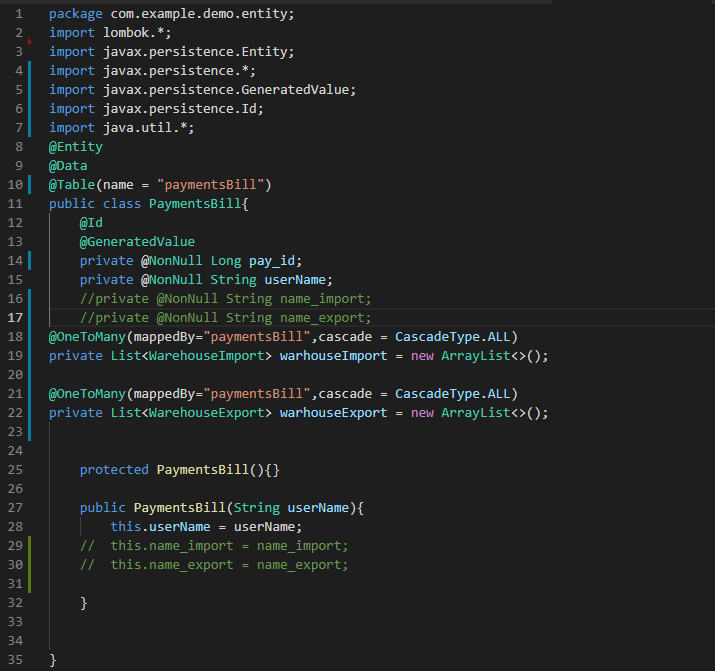 1 package com.example.demo.entity;
2 import lombok.*;
3 import javax.persistence.Entity;
4 import javax.persistence.*;
5 import javax.persistence.GeneratedValue;
6 import javax.persistence.Id;
7 import java.util.*;
8 @Entity
9 @Data
10 @Table(name = "paymentsBill")
11 public class PaymentsBill{
12     @Id
13     @GeneratedValue
14     private @NonNull Long pay_id;
15     private @NonNull String userName;
16     //private @NonNull String name_import;
17     //private @NonNull String name_export;
18 @OneToMany(mappedBy="paymentsBill",cascade = CascadeType.ALL)
19 private List<WarehouseImport> warhouseImport = new ArrayList<>();
20
21 @OneToMany(mappedBy="paymentsBill",cascade = CascadeType.ALL)
22 private List<WarehouseExport> warhouseExport = new ArrayList<>();
23
24
25     protected PaymentsBill(){}
26
27     public PaymentsBill(String userName){
28         this.userName = userName;
29     //  this.name_import = name_import;
30     //  this.name_export = name_export;
31
32     }
33
34
35 }